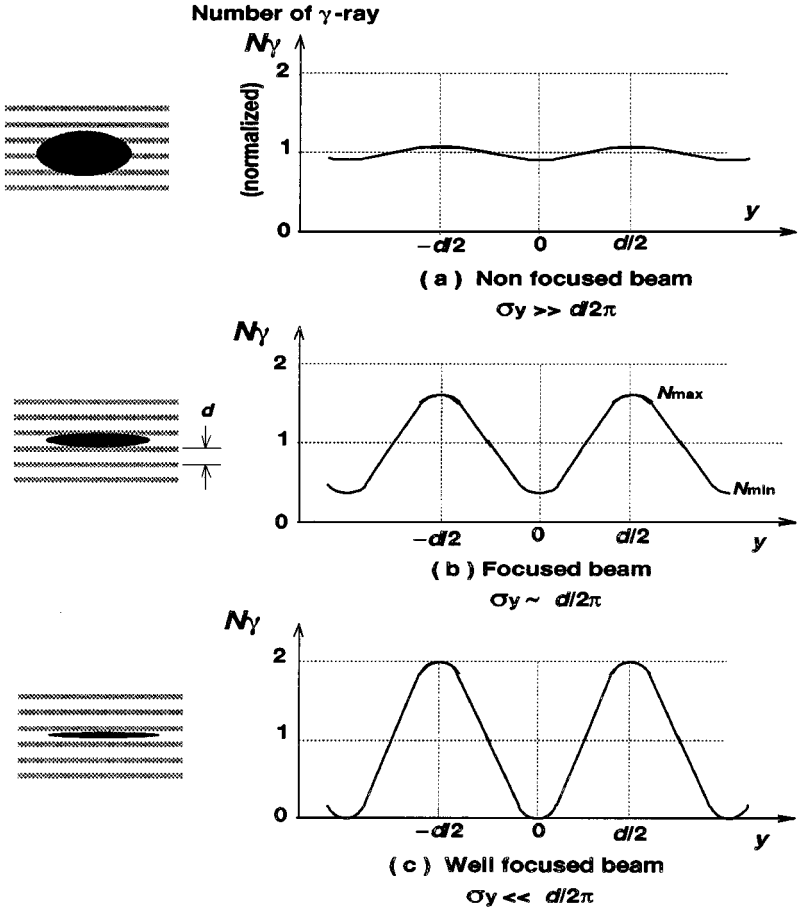 Number of γ-ray
Nγ
(normalized)
2
1
0
y
−d/2 0 d/2
( a ) Non focused beam
σy >> d/2π
Nγ
2
1
0
d
Nmax
Nmin
−d/2 0 d/2 y
( b ) Focused beam
σy ~ d/2π
Nγ
2
1
0
−d/2 0 d/2 y
( c ) Well focused beam
σy << d/2π